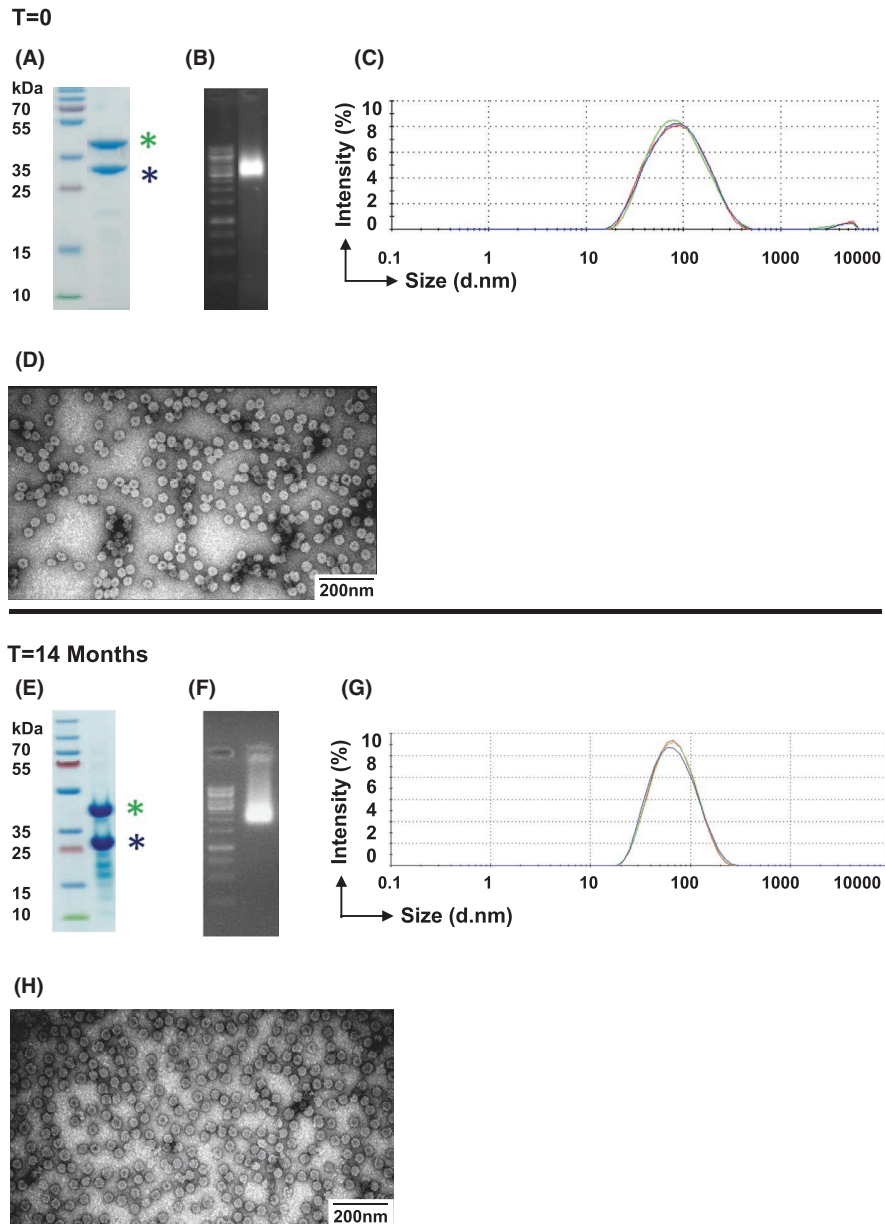 T=0
(A)
(B)
(C)
kDa
70
55
35
25
15
10
*
*
Intensity (%)
10
8
6
4
2
0
0.1 1 10 100 1000 10000
Size (d.nm)
(D)
200nm
T=14 Months
(E)
(F)
(G)
kDa
70
55
35
25
15
10
*
*
Intensity (%)
10
8
6
4
2
0
0.1 1 10 100 1000 10000
Size (d.nm)
(H)
200nm